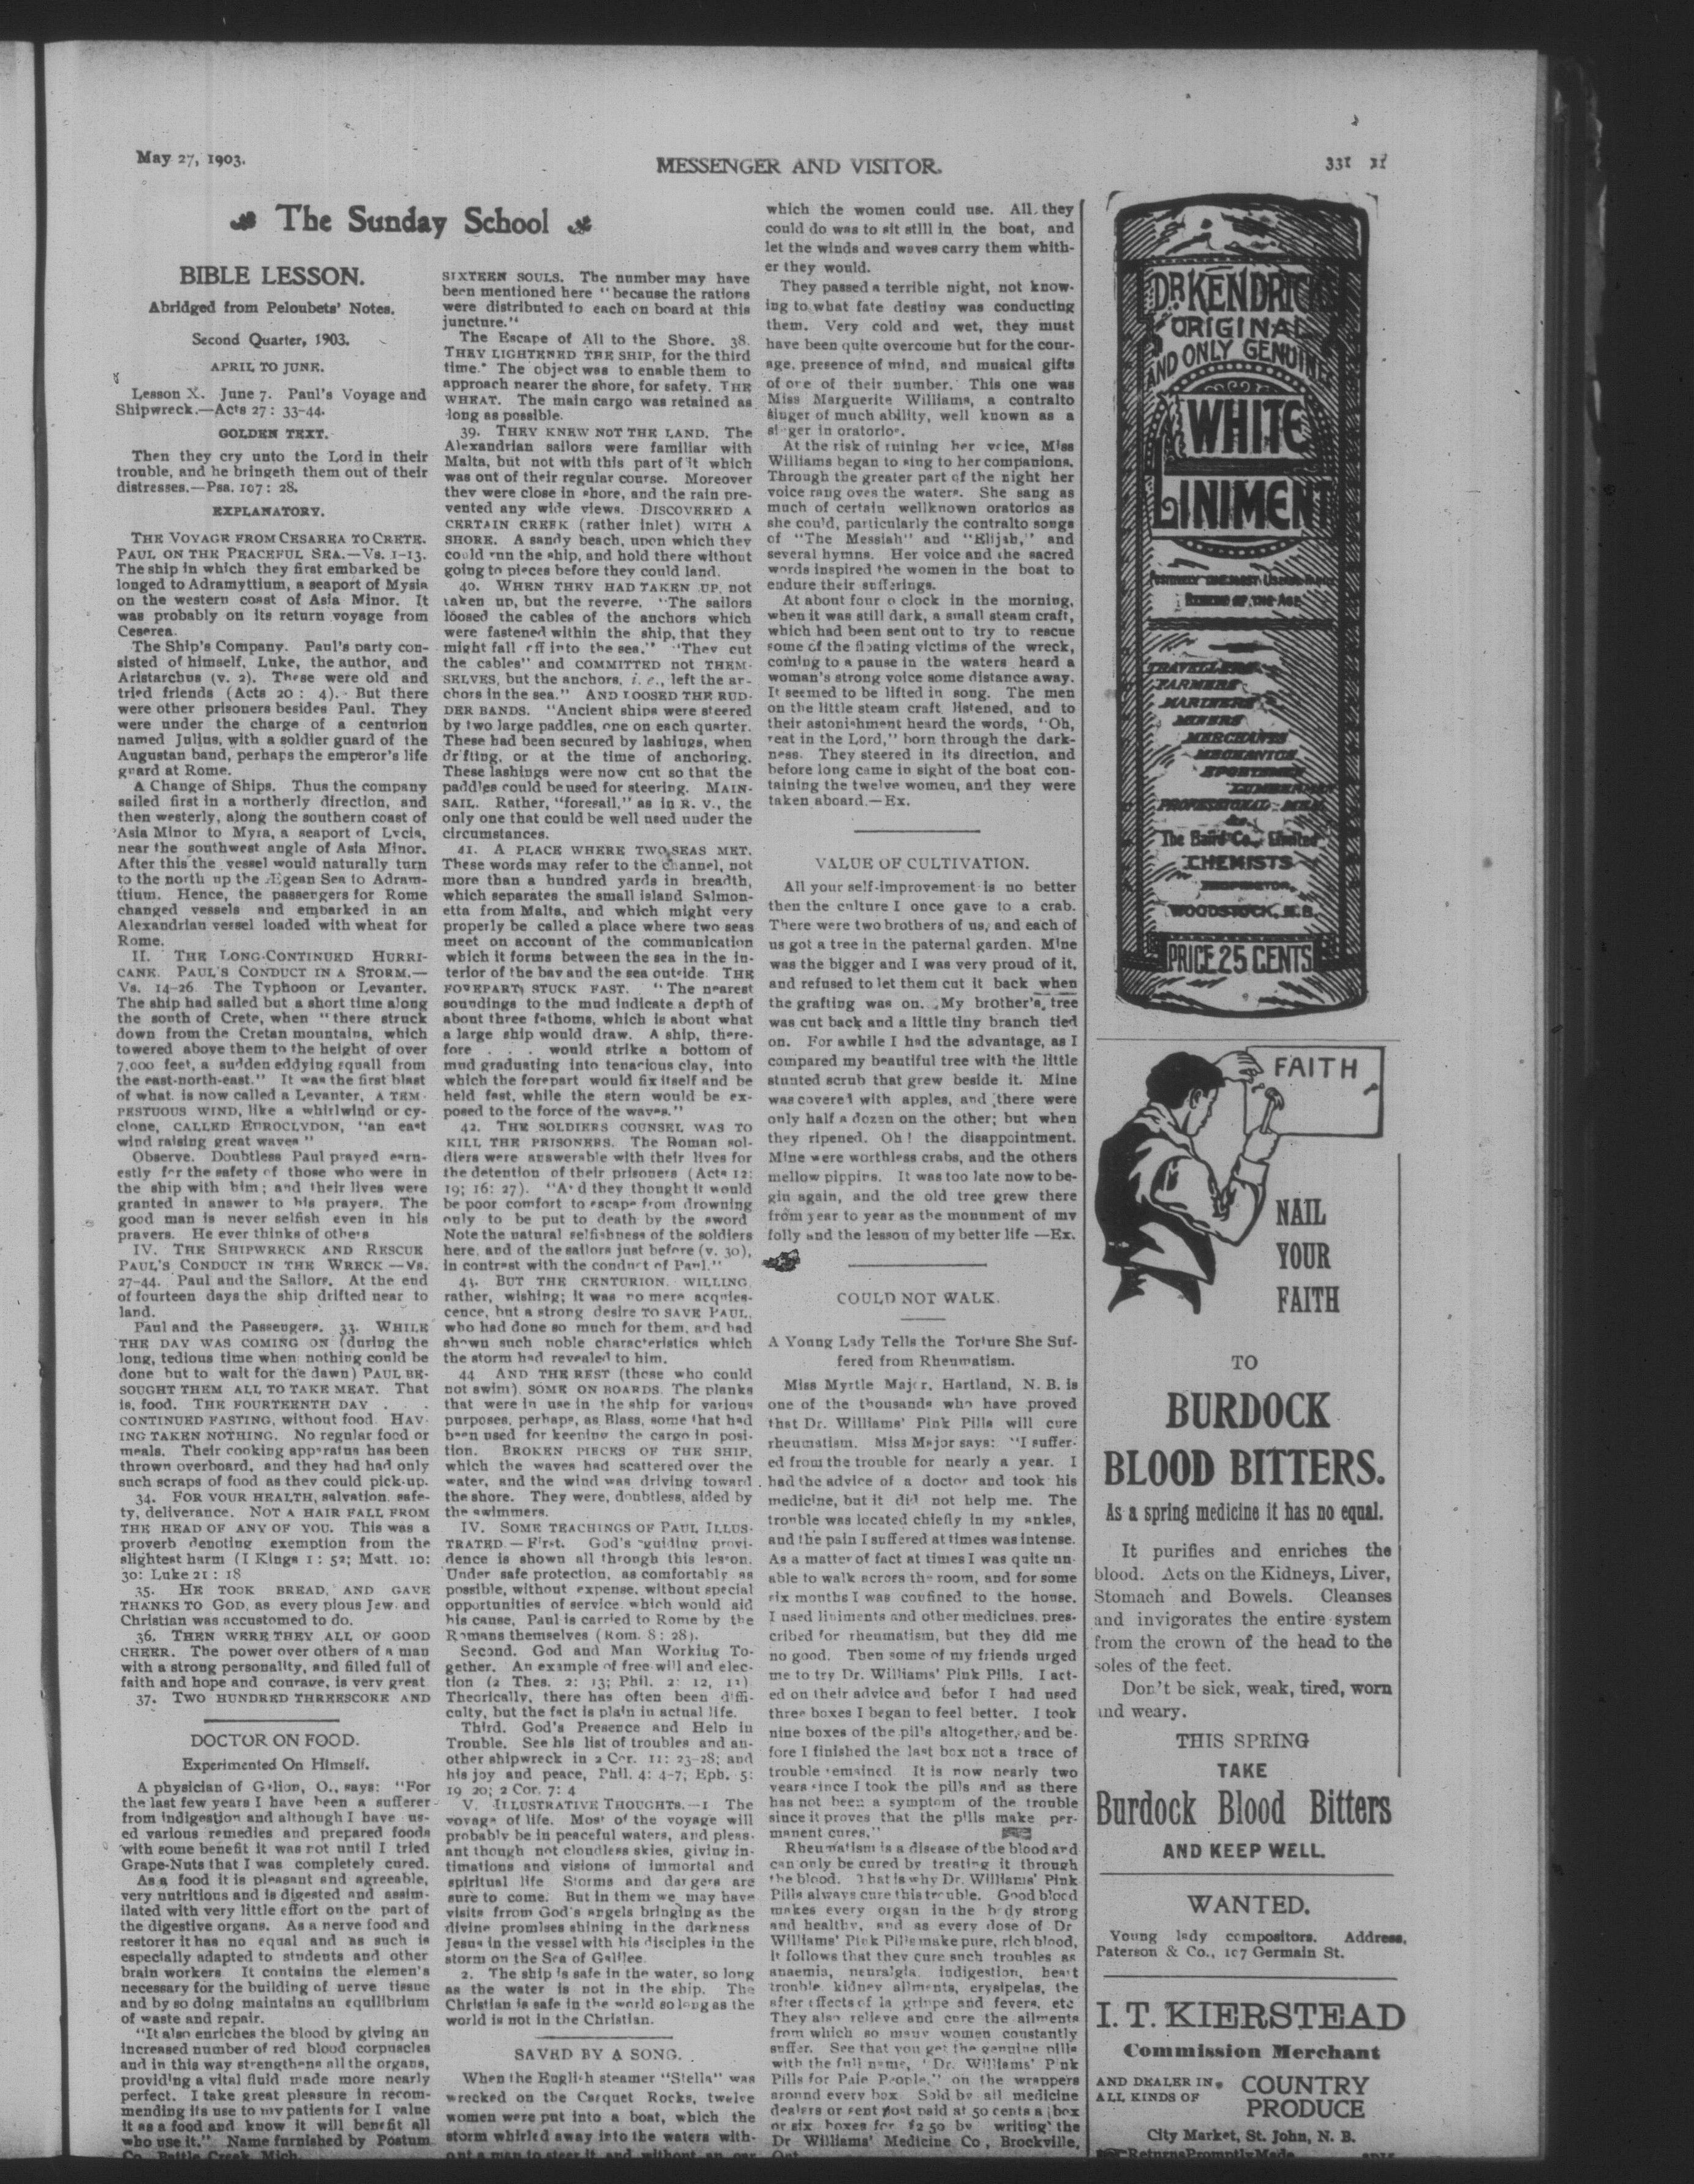 May 27, 1903.
MESSENGER AND VISITOR.
331 11
The Sunday School
BIBLE LESSON.
Abridged from Peloubets' Notes.
Second Quarter, 1903.
APRIL TO JUNE.
Lesson X. June 7. Paul's Voyage and
Shipwreck.—Acts 27: 33-44.
GOLDEN TEXT.
Then they cry unto the Lord in their
trouble, and he bringeth them out of their
distresses.—Psa. 107: 28.
EXPLANATORY.
THE VOYAGE FROM CESAREA TO CRETE.
PAUL ON THE PEACEFUL SEA.—Vs. 1-13.
The ship in which they first embarked be
longed to Adramyttium, a seaport of Mysia
on the western coast of Asia Minor. It
was probably on its return voyage from
Ceserea.
The Ship's Company. Paul's party con-
sisted of himself, Luke, the author, and
Aristarchus (v. 2). These were old and
tried friends (Acts 20: 4). But there
were other prisoners besides Paul. They
were under the charge of a centurion
named Julius, with a soldier guard of the
Augustan band, perhaps the emperor's life
guard at Rome.
A Change of Ships. Thus the company
sailed first in a northerly direction, and
then westerly, along the southern coast of
Asia Minor to Myra, a seaport of Lycia,
near the southwest angle of Asia Minor.
After this the vessel would naturally turn
to the north up the Ægean Sea to Adram-
ttium. Hence, the passengers for Rome
changed vessels and embarked in an
Alexandrian vessel loaded with wheat for
Rome.
II. THE LONG-CONTINUED HURRI-
CANE. PAUL'S CONDUCT IN A STORM.—
Vs. 14-26. The Typhoon or Levanter.
The ship had sailed but a short time along
the south of Crete, when "there struck
down from the Cretan mountains, which
towered above them to the height of over
7,000 feet, a sudden eddying squall from
the east-north-east." It was the first blast
of what is now called a Levanter, A TEM-
PESTUOUS WIND, like a whirlwind or cy-
clone, CALLED EUROCLYDON, "an east
wind raising great waves"
Observe. Doubtless Paul prayed earn-
estly for the safety of those who were in
the ship with him; and their lives were
granted in answer to his prayers. The
good man is never selfish even in his
prayers. He ever thinks of others
IV. THE SHIPWRECK AND RESCUE
PAUL'S CONDUCT IN THE WRECK—Vs.
27-44. Paul and the Sailors. At the end
of fourteen days the ship drifted near to
land.
Paul and the Passengers. 33. WHILE
THE DAY WAS COMING ON (during the
long, tedious time when nothing could be
done but to wait for the dawn) PAUL BE-
SOUGHT THEM ALL TO TAKE MEAT. That
is, food. THE FOURTEENTH DAY . .
CONTINUED FASTING, without food. HAV-
ING TAKEN NOTHING. No regular food or
meals. Their cooking apparatus has been
thrown overboard, and they had had only
such scraps of food as they could pick-up.
34. FOR YOUR HEALTH, salvation, safe-
ty, deliverance. NOT A HAIR FALL FROM
THE HEAD OF ANY OF YOU. This was a
proverb denoting exemption from the
slightest harm (I Kings 1: 52; Matt. 10:
30: Luke 21: 18
35. HE TOOK BREAD, AND GAVE
THANKS TO GOD, as every pious Jew and
Christian was accustomed to do.
36. THEN WERE THEY ALL OF GOOD
CHEER. The power over others of a man
with a strong personality, and filled full of
faith and hope and courage, is very great
37. TWO HUNDRED THREESCORE AND
DOCTOR ON FOOD.
Experimented On Himself.
A physician of Galion, O., says: "For
the last few years I have been a sufferer
from indigestion and although I have us-
ed various remedies and prepared foods
with some benefit it was not until I tried
Grape-Nuts that I was completely cured.
As a food it is pleasant and agreeable,
very nutritious and is digested and assim-
ilated with very little effort on the part of
the digestive organs. As a nerve food and
restorer it has no equal and as such is
especially adapted to students and other
brain workers. It contains the elemen's
necessary for the building of nerve tissue
and by so doing maintains an equilibrium
of waste and repair.
"It also enriches the blood by giving an
increased number of red blood corpuscles
and in this way strengthens all the organs,
providing a vital fluid made more nearly
perfect. I take great pleasure in recom-
mending its use to my patients for I value
it as a food and know it will benefit all
who use it." Name furnished by Postum
Co. Battle Creek, Mich.
SIXTEEN SOULS. The number may have
been mentioned here "because the rations
were distributed to each on board at this
juncture."
The Escape of All to the Shore. 38.
THEY LIGHTENED THE SHIP, for the third
time. The object was to enable them to
approach nearer the shore, for safety. THE
WHEAT. The main cargo was retained as
long as possible.
39. THEY KNEW NOT THE LAND. The
Alexandrian sailors were familiar with
Malta, but not with this part of it which
was out of their regular course. Moreover
they were close in shore, and the rain pre-
vented any wide views. DISCOVERED A
CERTAIN CREEK (rather inlet) WITH A
SHORE. A sandy beach, upon which they
could run the ship, and hold there without
going to pieces before they could land.
40. WHEN THEY HAD TAKEN UP, not
taken up, but the reverse. "The sailors
loosed the cables of the anchors which
were fastened within the ship, that they
might fall off into the sea." "They cut
the cables" and COMMITTED not THEM-
SELVES, but the anchors, i. e., left the ar-
chors in the sea." AND LOOSED THE RUD-
DER BANDS. "Ancient ships were steered
by two large paddles, one on each quarter.
These had been secured by lashings, when
drifting, or at the time of anchoring.
These lashings were now cut so that the
paddles could be used for steering. MAIN-
SAIL. Rather, "foresail," as in R. V., the
only one that could be well used under the
circumstances.
41. A PLACE WHERE TWO SEAS MET.
These words may refer to the channel, not
more than a hundred yards in breadth,
which separates the small island Salmon-
etta from Malta, and which might very
properly be called a place where two seas
meet on account of the communication
which it forms between the sea in the in-
terior of the bay and the sea outside. THE
FOREPART STUCK FAST. "The nearest
soundings to the mud indicate a depth of
about three fathoms, which is about what
a large ship would draw. A ship, there-
fore . . . would strike a bottom of
mud graduating into tenacious clay, into
which the forepart would fix itself and be
held fast, while the stern would be ex-
posed to the force of the waves."
42. THE SOLDIERS COUNSEL WAS TO
KILL THE PRISONERS. The Roman sol-
diers were answerable with their lives for
the detention of their prisoners (Acts 12:
19; 16: 27). "And they thought it would
be poor comfort to escape from drowning
only to be put to death by the sword
Note the natural selfishness of the soldiers
here, and of the sailors just before (v. 30),
in contrast with the conduct of Paul."
43. BUT THE CENTURION. WILLING,
rather, wishing; it was no mere acquies-
cence, but a strong desire TO SAVE PAUL,
who had done so much for them, and had
shown such noble characteristics which
the storm had revealed to him.
44 AND THE REST (those who could
not swim), SOME ON BOARDS. The planks
that were in use in the ship for various
purposes, perhaps, as Blass, some that had
been used for keeping the cargo in posi-
tion. BROKEN PIECES OF THE SHIP,
which the waves had scattered over the
water, and the wind was driving toward
the shore. They were, doubtless, aided by
the swimmers.
IV. SOME TEACHINGS OF PAUL ILLUS-
TRATED.—First. God's guiding provi-
dence is shown all through this lesson.
Under safe protection, as comfortably as
possible, without expense, without special
opportunities of service which would aid
his cause, Paul is carried to Rome by the
Romans themselves (Rom. 8: 28).
Second. God and Man Working To-
gether. An example of free-will and elec-
tion (2 Thes. 2: 13; Phil. 2: 12, 13)
Theorically, there has often been diffi-
culty, but the fact is plain in actual life.
Third. God's Presence and Help in
Trouble. See his list of troubles and an-
other shipwreck in 2 Cor. 11: 23-28; and
his joy and peace, Phil. 4: 4-7; Eph. 5:
19 20; 2 Cor. 7: 4
V. ILLUSTRATIVE THOUGHTS.—1 The
voyage of life. Most of the voyage will
probably be in peaceful waters, and pleas-
ant though not cloudless skies, giving in-
timations and visions of immortal and
spiritual life Storms and dangers are
sure to come. But in them we may have
visits frrom God's angels bringing as the
divine promises shining in the darkness
Jesus in the vessel with his disciples in the
storm on the Sea of Galilee.
2. The ship is safe in the water, so long
as the water is not in the ship. The
Christian is safe in the world so long as the
world is not in the Christian.
SAVED BY A SONG.
When the English steamer "Stella" was
wrecked on the Casquet Rocks, twelve
women were put into a boat, which the
storm whirled away into the waters with-
out a man to steer it and without an oar
which the women could use. All they
could do was to sit still in the boat, and
let the winds and waves carry them whith-
er they would.
They passed a terrible night, not know-
ing to what fate destiny was conducting
them. Very cold and wet, they must
have been quite overcome but for the cour-
age, presence of mind, and musical gifts
of one of their number. This one was
Miss Marguerite Williams, a contralto
singer of much ability, well known as a
singer in oratorios.
At the risk of ruining her voice, Miss
Williams began to sing to her companions.
Through the greater part of the night her
voice rang over the waters. She sang as
much of certain wellknown oratorios as
she could, particularly the contralto songs
of "The Messiah" and "Elijah," and
several hymns. Her voice and the sacred
words inspired the women in the boat to
endure their sufferings.
At about four o clock in the morning,
when it was still dark, a small steam craft,
which had been sent out to try to rescue
some of the floating victims of the wreck,
coming to a pause in the waters heard a
woman's strong voice some distance away.
It seemed to be lifted in song. The men
on the little steam craft listened, and to
their astonishment heard the words, "Oh,
rest in the Lord," born through the dark-
ness. They steered in its direction, and
before long came in sight of the boat con-
taining the twelve women, and they were
taken aboard.—Ex.
VALUE OF CULTIVATION.
All your self-improvement is no better
then the culture I once gave to a crab.
There were two brothers of us, and each of
us got a tree in the paternal garden. Mine
was the bigger and I was very proud of it,
and refused to let them cut it back when
the grafting was on. My brother's tree
was cut back and a little tiny branch tied
on. For awhile I had the advantage, as I
compared my beautiful tree with the little
stunted scrub that grew beside it. Mine
was covered with apples, and there were
only half a dozen on the other; but when
they ripened. Oh! the disappointment.
Mine were worthless crabs, and the others
mellow pippins. It was too late now to be-
gin again, and the old tree grew there
from year to year as the monument of my
folly and the lesson of my better life—Ex.
COULD NOT WALK.
A Young Lady Tells the Torture She Suf-
fered from Rheumatism.
Miss Myrtle Major, Hartland, N. B. is
one of the thousands who have proved
that Dr. Williams' Pink Pills will cure
rheumatism. Miss Major says: "I suffer-
ed from the trouble for nearly a year. I
had the advice of a doctor and took his
medicine, but it did not help me. The
trouble was located chiefly in my ankles,
and the pain I suffered at times was intense.
As a matter of fact at times I was quite un-
able to walk across the room, and for some
six months I was confined to the house.
I used liniments and other medicines pres-
cribed for rheumatism, but they did me
no good. Then some of my friends urged
me to try Dr. Williams' Pink Pills. I act-
ed on their advice and befor I had used
three boxes I began to feel better. I took
nine boxes of the pil's altogether, and be-
fore I finished the last box not a trace of
trouble remained. It is now nearly two
years since I took the pills and as there
has not been a symptom of the trouble
since it proves that the pills make per-
manent cures."
Rheumatism is a disease of the blood and
can only be cured by treating it through
the blood. That is why Dr. Williams' Pink
Pills always cure this trouble. Good blood
makes every organ in the body strong
and healthy, and as every dose of Dr
Williams' Pink Pills make pure, rich blood,
it follows that they cure such troubles as
anaemia, neuralgia, indigestion, heart
trouble, kidney ailments, erysipelas, the
after effects of la grippe and fevers, etc
They also relieve and cure the ailments
from which so many women constantly
suffer. See that you get the genuine pills
with the full name, 'Dr. Williams' Pink
Pills for Pale People," on the wrappers
around every box. Sold by all medicine
dealers or sent post paid at 50 cents a box
or six boxes for $2 50 by writing the
Dr Williams' Medicine Co, Brockville,
Ont.
DR KENDRICK'S
ORIGINAL
AND ONLY GENUINE
WHITE
LINIMENT
REMEDY OF THE AGE
TRAVELLERS
FARMERS
MARINERS
MINERS
MERCHANTS
MECHANICS
SPORTSMEN
LUMBERMEN
PROFESSIONAL MEN
&c.
The Baird Co., Limited
CHEMISTS
PROPRIETOR,
WOODSTOCK, N.B.
PRICE 25 CENTS
FAITH
NAIL
YOUR
FAITH
TO
BURDOCK
BLOOD BITTERS.
As a spring medicine it has no equal.
It purifies and enriches the
blood. Acts on the Kidneys, Liver,
Stomach and Bowels. Cleanses
and invigorates the entire system
from the crown of the head to the
soles of the feet.
Don't be sick, weak, tired, worn
and weary.
THIS SPRING
TAKE
Burdock Blood Bitters
AND KEEP WELL.
WANTED.
Young lady compositors. Address,
Paterson & Co., 107 Germain St.
I. T. KIERSTEAD
Commission Merchant
AND DEALER IN
ALL KINDS OF
COUNTRY
PRODUCE
City Market, St. John, N. B.
Returns Promptly Made.